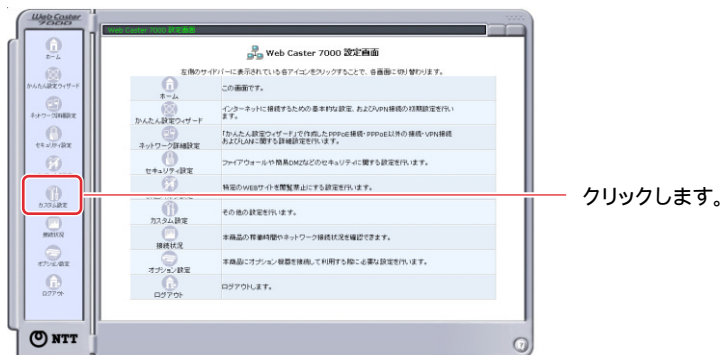 Web Caster
7000
Web Caster 7000 設定画面
Web Caster 7000 設定画面
左側のサイドバーに表示されている各アイコンをクリックすることで、各画面に切り替わります。
ホーム
この画面です。
かんたん設定ウィザード
インターネットに接続するための基本的な設定、およびVPN接続の初期設定を行い
ます。
ネットワーク詳細設定
「かんたん設定ウィザード」で作成したPPPoE接続・PPPoE以外の接続・VPN接続
およびLANに関する詳細設定を行います。
セキュリティ設定
ファイアウォールや簡易DMZなどのセキュリティに関する設定を行います。
特定のWEBサイトを閲覧禁止にする設定を行います。
カスタム設定
その他の設定を行います。
接続状況
本商品の稼働時間やネットワーク接続状況を確認できます。
オプション設定
本商品にオプション機器を接続して利用する際に必要な設定を行います。
ログアウト
ログアウトします。
ホーム
かんたん設定ウィザード
ネットワーク詳細設定
セキュリティ設定
カスタム設定
接続状況
オプション設定
ログアウト
クリックします。
NTT